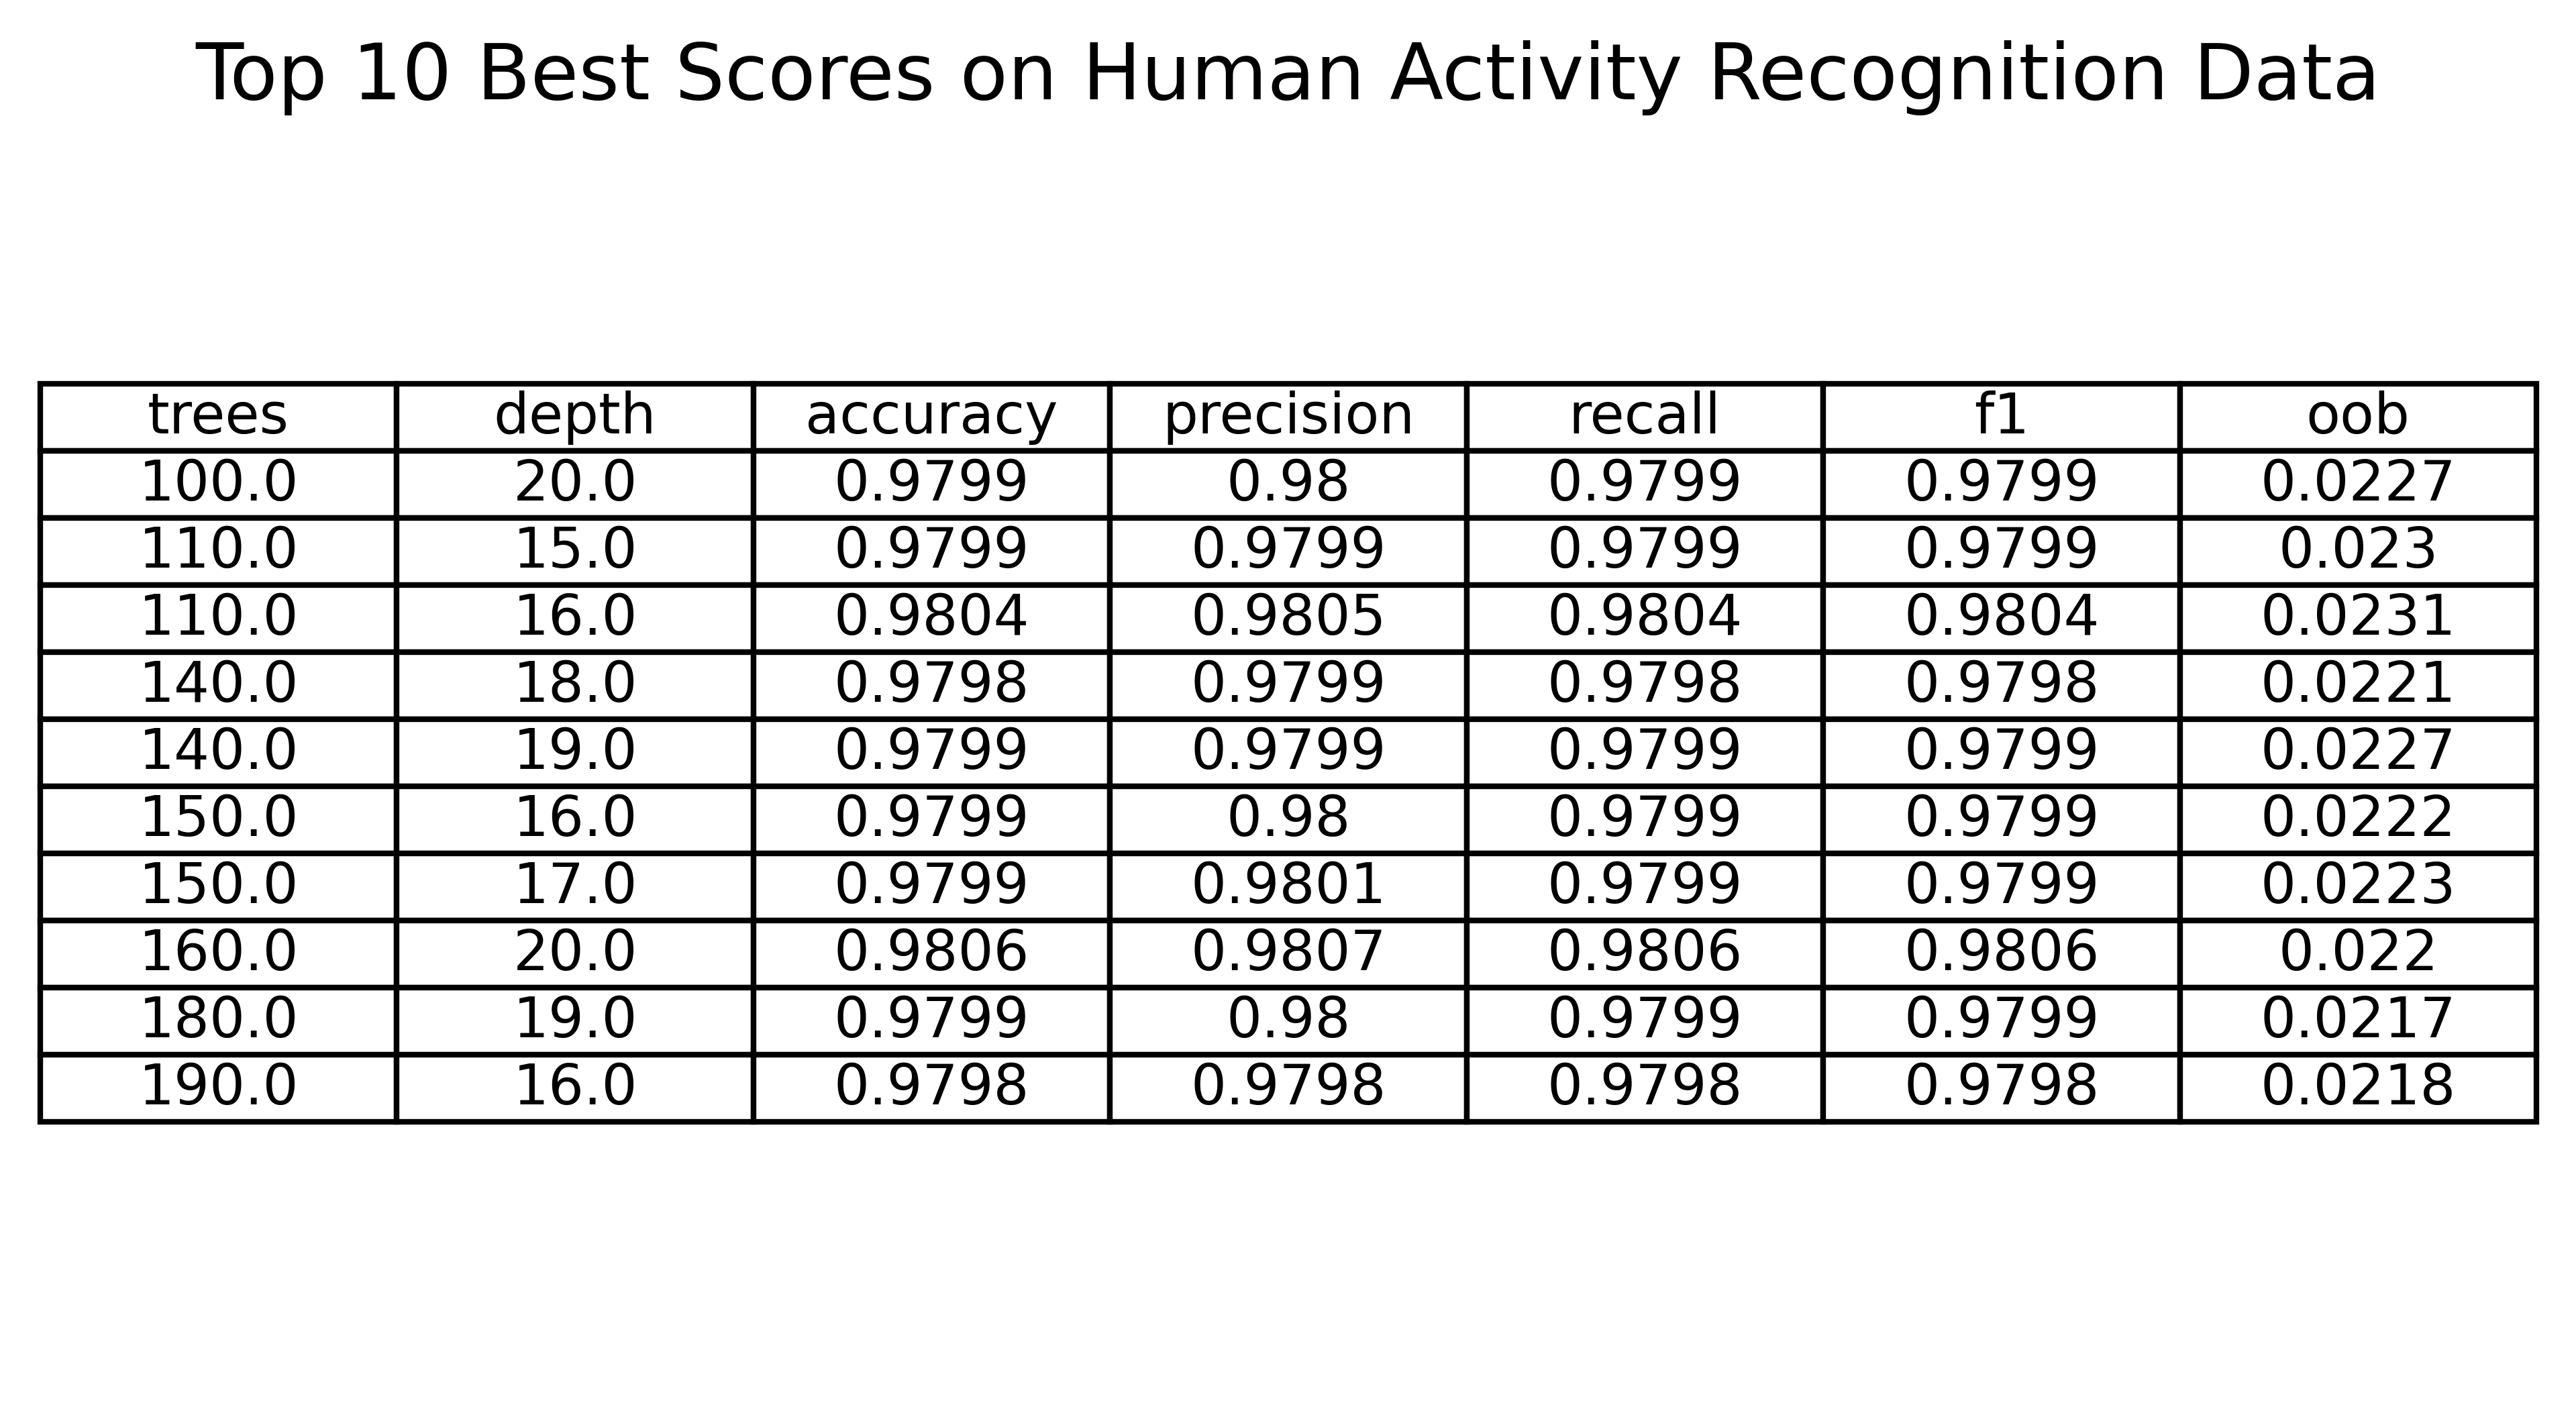 Top 10 Best Scores on Human Activity Recognition Data
trees depth accuracy precision recall f1 oob
100.0 20.0 0.9799 0.98 0.9799 0.9799 0.0227
110.0 15.0 0.9799 0.9799 0.9799 0.9799 0.023
110.0 16.0 0.9804 0.9805 0.9804 0.9804 0.0231
140.0 18.0 0.9798 0.9799 0.9798 0.9798 0.0221
140.0 19.0 0.9799 0.9799 0.9799 0.9799 0.0227
150.0 16.0 0.9799 0.98 0.9799 0.9799 0.0222
150.0 17.0 0.9799 0.9801 0.9799 0.9799 0.0223
160.0 20.0 0.9806 0.9807 0.9806 0.9806 0.022
180.0 19.0 0.9799 0.98 0.9799 0.9799 0.0217
190.0 16.0 0.9798 0.9798 0.9798 0.9798 0.0218